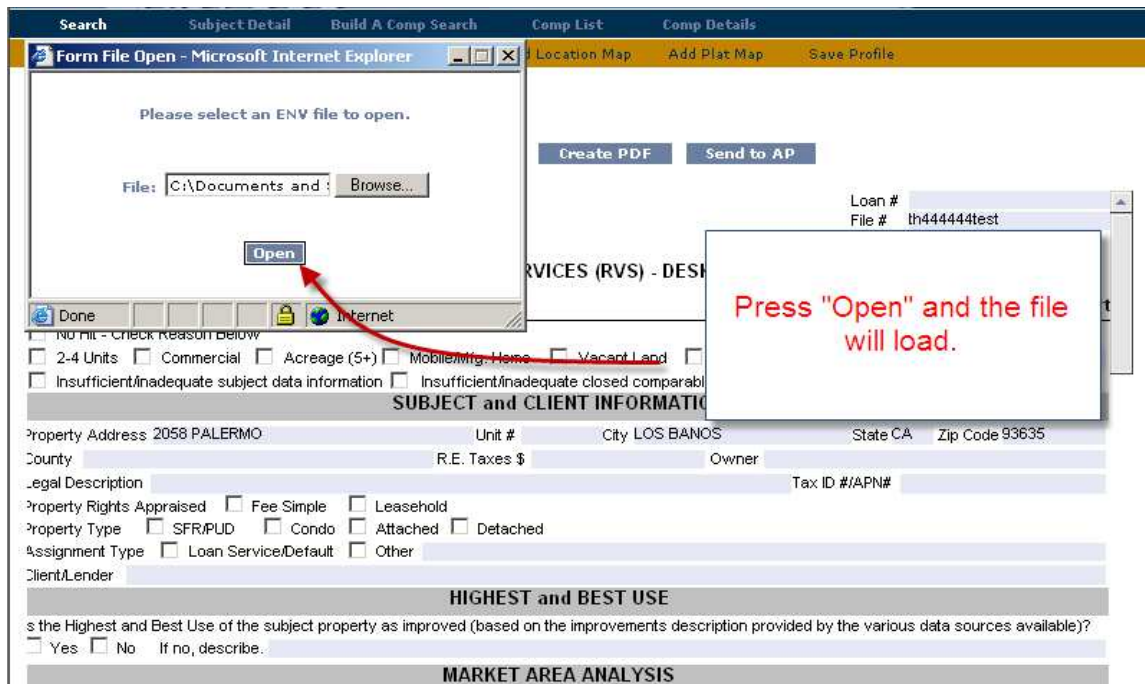 Search Subject Detail Build A Comp Search Comp List Comp Details
Form File Open - Microsoft Internet Explorer
Location Map Add Plat Map Save Profile
Please select an ENV file to open.
File: C:\Documents and Browse...
Open
Done Internet
Create PDF Send to AP
Loan #
File # th444444test
RVICES (RVS) - DESK
Press "Open" and the file
will load.
No Hit - Check Reason Below
2-4 Units Commercial Acreage (5+) Mobile/Mfg. Home Vacant Land
Insufficient/inadequate subject data information Insufficient/inadequate closed comparabl
SUBJECT and CLIENT INFORMATIO
Property Address 2058 PALERMO Unit # City LOS BANOS State CA Zip Code 93635
County R.E. Taxes $ Owner
Legal Description Tax ID #/APN#
Property Rights Appraised Fee Simple Leasehold
Property Type SFR/PUD Condo Attached Detached
Assignment Type Loan Service/Default Other
Client/Lender
HIGHEST and BEST USE
s the Highest and Best Use of the subject property as improved (based on the improvements description provided by the various data sources available)?
Yes No If no, describe.
MARKET AREA ANALYSIS